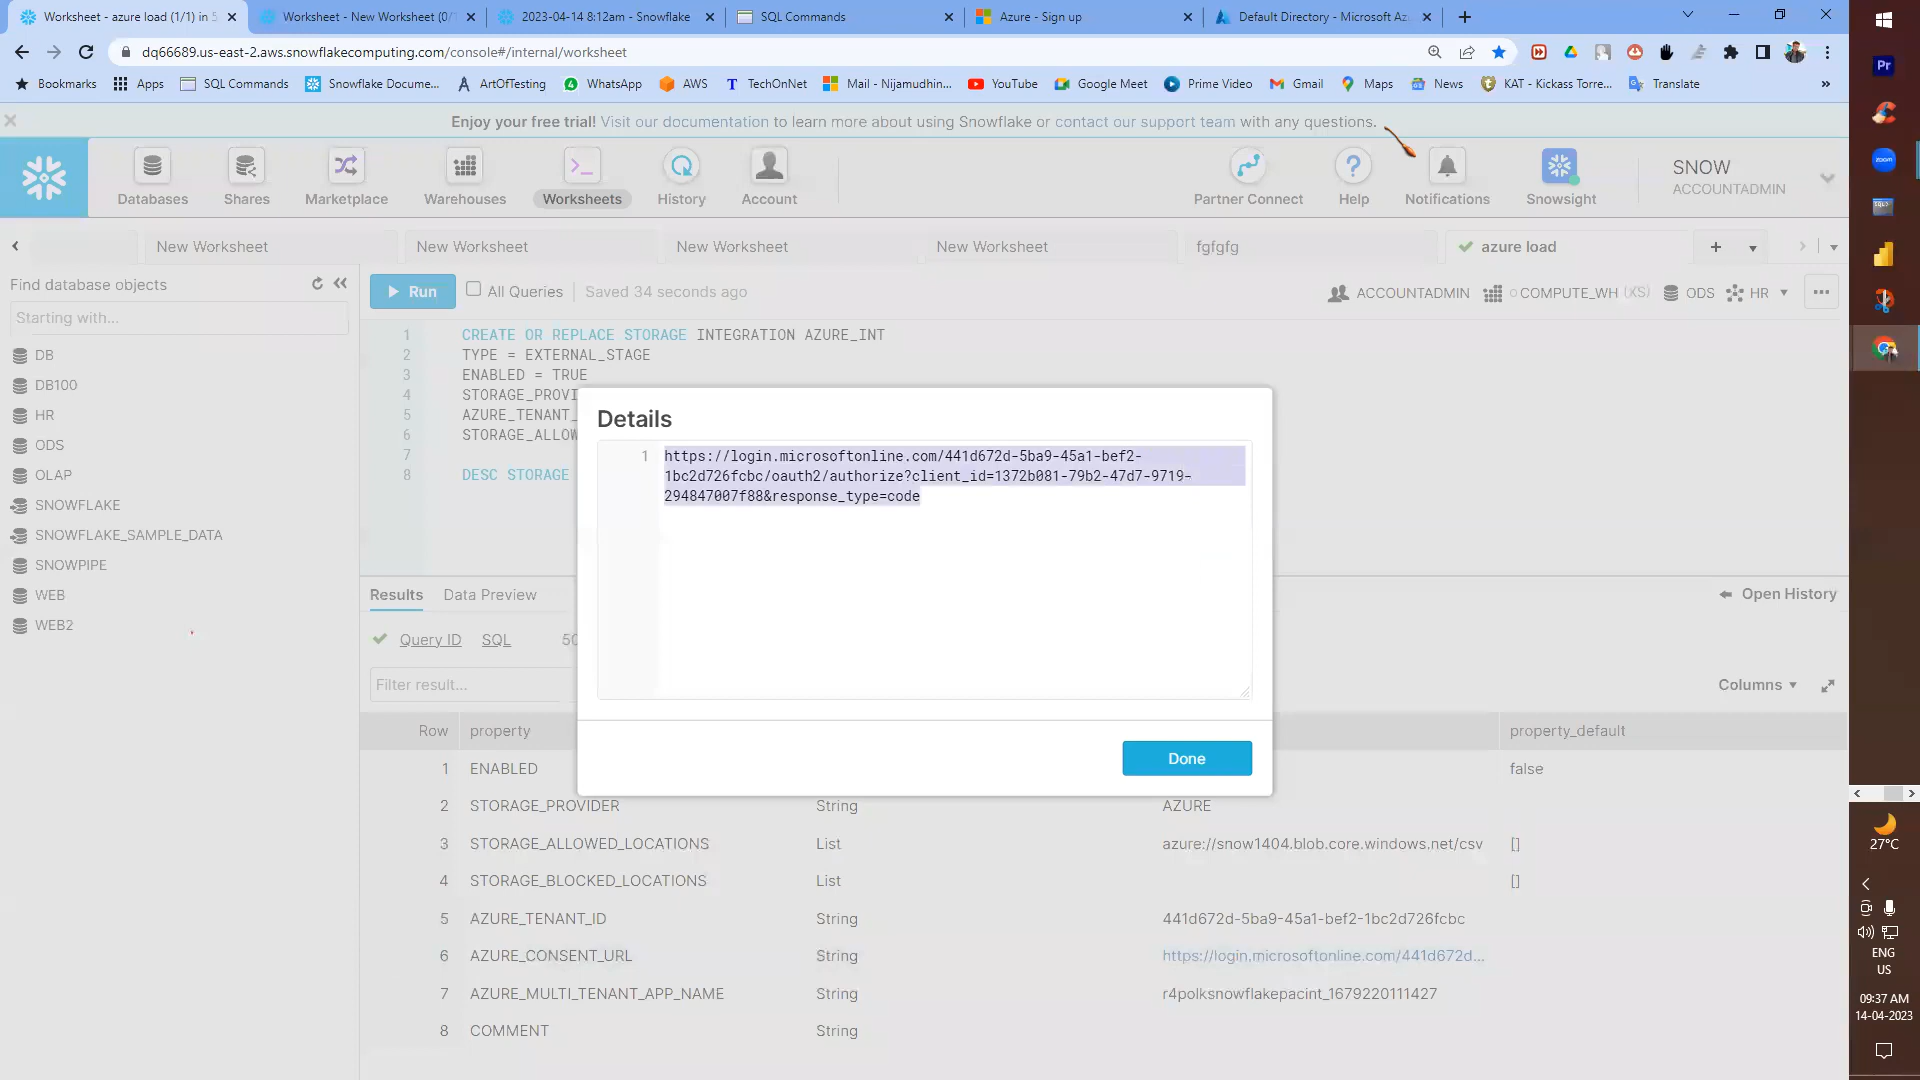 Worksheet - azure load (1/1) in 5
Worksheet - New Worksheet (0/1
2023-04-14 8:12am - Snowflake
SQL Commands
Azure - Sign up
Default Directory - Microsoft Az
dq66689.us-east-2.aws.snowflakecomputing.com/console#/internal/worksheet
Bookmarks
Apps
SQL Commands
Snowflake Docume...
ArtOfTesting
WhatsApp
AWS
TechOnNet
Mail - Nijamudhin...
YouTube
Google Meet
Prime Video
Gmail
Maps
News
KAT - Kickass Torre...
Translate
»
Enjoy your free trial! Visit our documentation to learn more about using Snowflake or contact our support team with any questions.
Databases
Shares
Marketplace
Warehouses
Worksheets
History
Account
Partner Connect
Help
Notifications
Snowsight
SNOW
ACCOUNTADMIN
New Worksheet
New Worksheet
New Worksheet
New Worksheet
fgfgfg
azure load
Find database objects
Starting with...
DB
DB100
HR
ODS
OLAP
SNOWFLAKE
SNOWFLAKE_SAMPLE_DATA
SNOWPIPE
WEB
WEB2
Run
All Queries
Saved 34 seconds ago
ACCOUNTADMIN
COMPUTE_WH (XS)
ODS
HR
1 CREATE OR REPLACE STORAGE INTEGRATION AZURE_INT
2 TYPE = EXTERNAL_STAGE
3 ENABLED = TRUE
4 STORAGE_PROVI
5 AZURE_TENANT_
6 STORAGE_ALLOW
7
8 DESC STORAGE
Details
1 https://login.microsoftonline.com/441d672d-5ba9-45a1-bef2-
1bc2d726fcbc/oauth2/authorize?client_id=1372b081-79b2-47d7-9719-
294847007f88&response_type=code
Done
Results
Data Preview
Open History
Query ID
SQL
50
Filter result...
Columns
Row property property_default
1 ENABLED false
2 STORAGE_PROVIDER String AZURE
3 STORAGE_ALLOWED_LOCATIONS List azure://snow1404.blob.core.windows.net/csv []
4 STORAGE_BLOCKED_LOCATIONS List []
5 AZURE_TENANT_ID String 441d672d-5ba9-45a1-bef2-1bc2d726fcbc
6 AZURE_CONSENT_URL String https://login.microsoftonline.com/441d672d...
7 AZURE_MULTI_TENANT_APP_NAME String r4polksnowflakepacint_1679220111427
8 COMMENT String
Pr
zoom
27°C
ENG
US
09:37 AM
14-04-2023